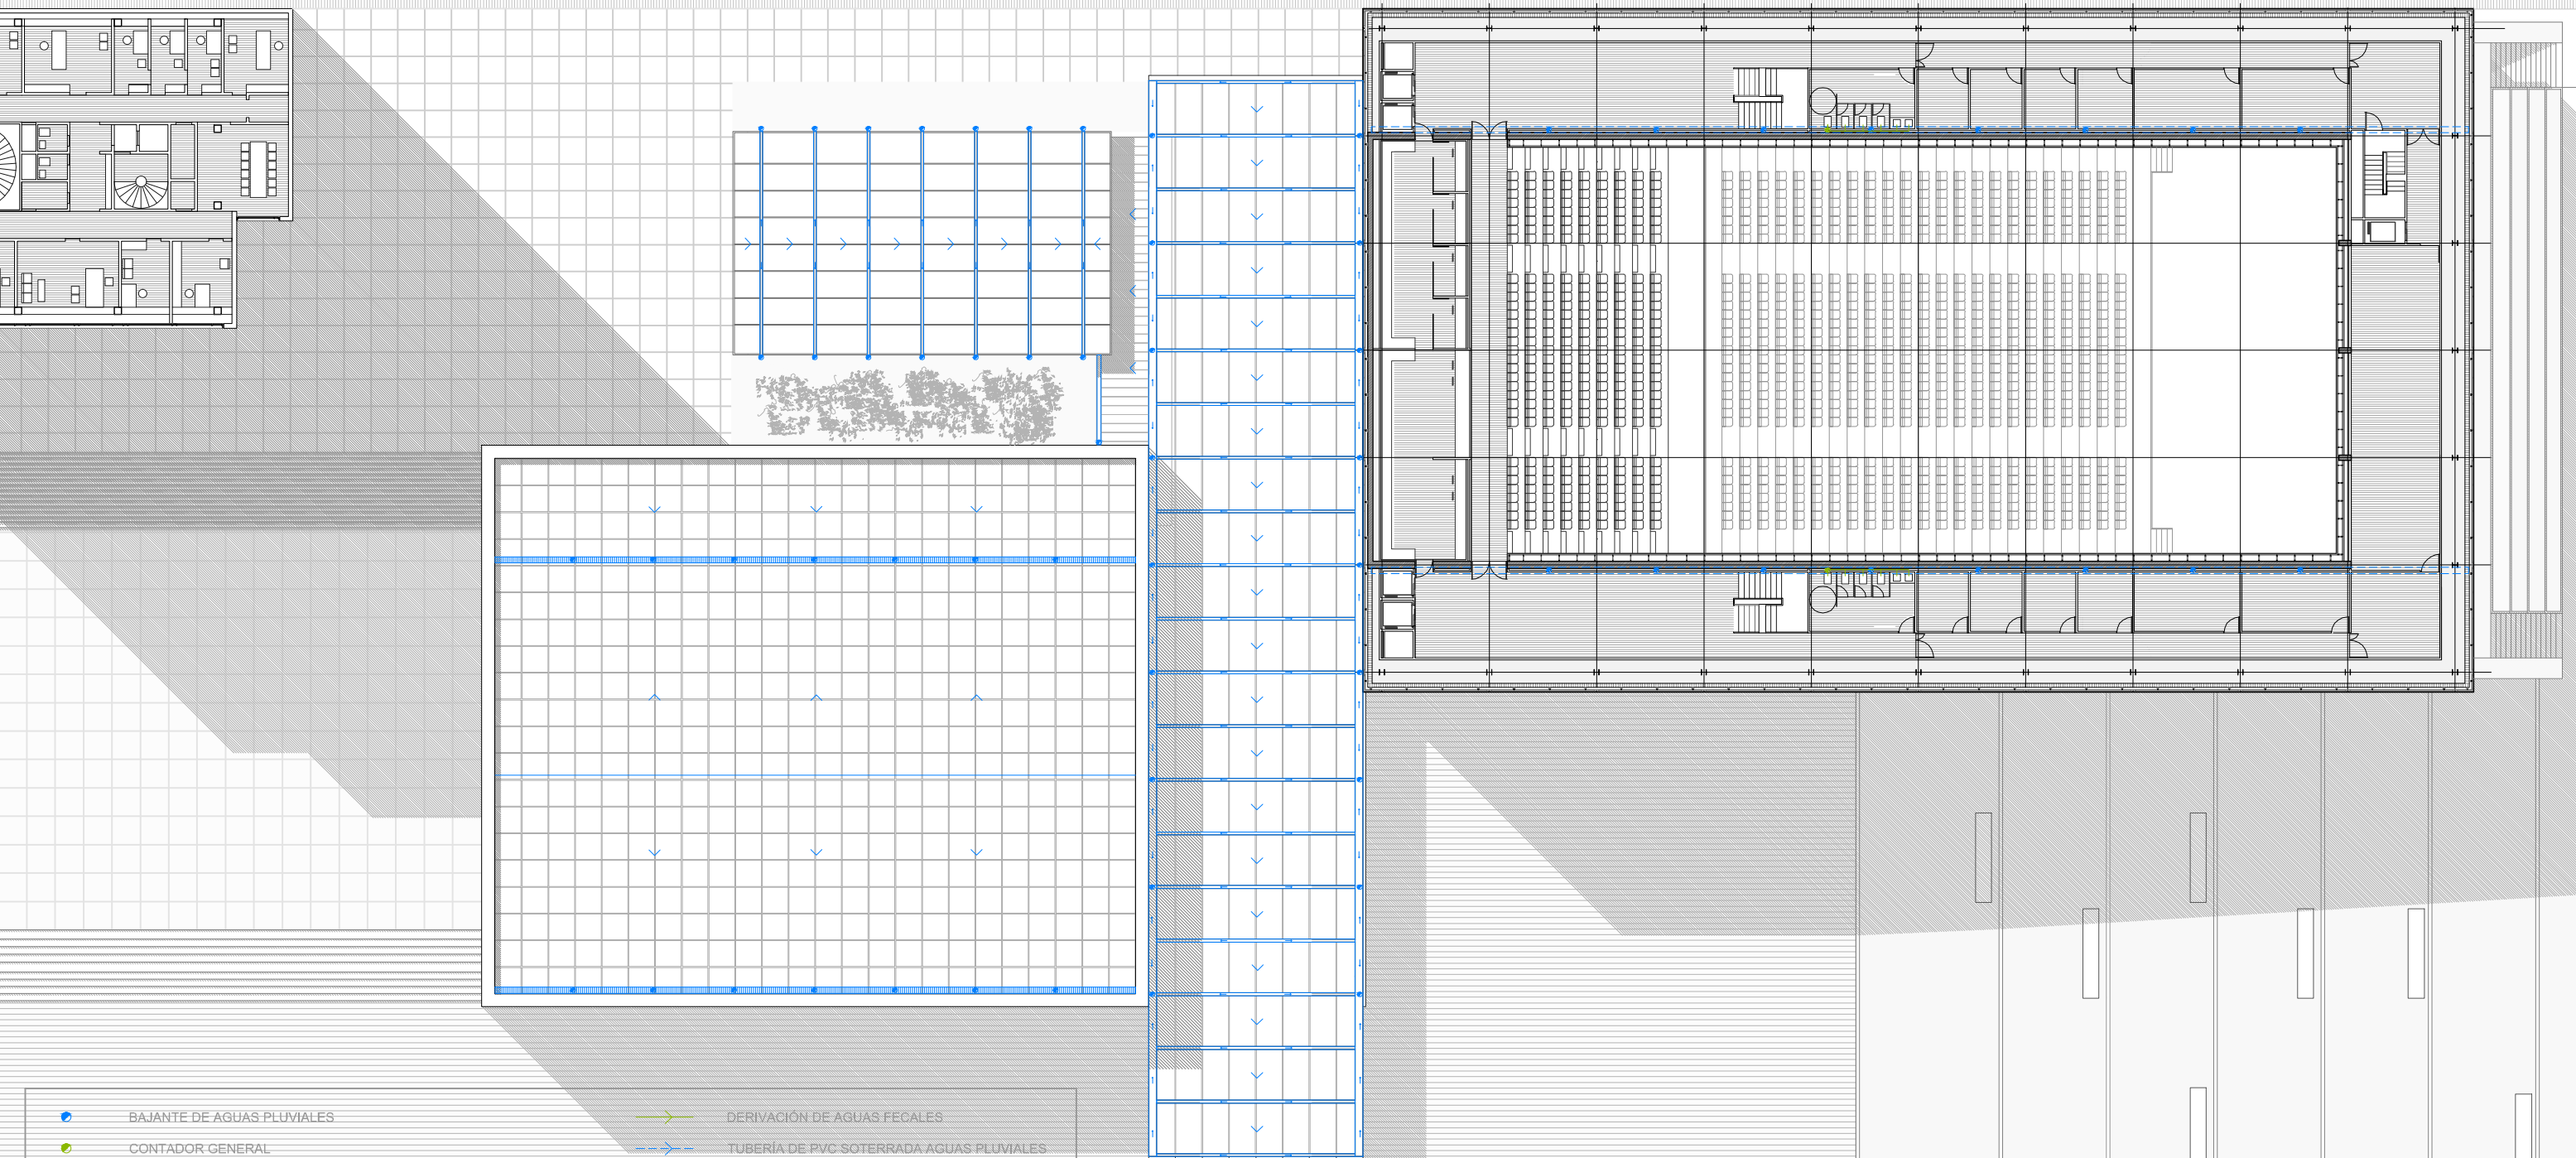 BAJANTE DE AGUAS PLUVIALES
DERIVACIÓN DE AGUAS FECALES
CONTADOR GENERAL
TUBERÍA DE PVC SOTERRADA AGUAS PLUVIALES